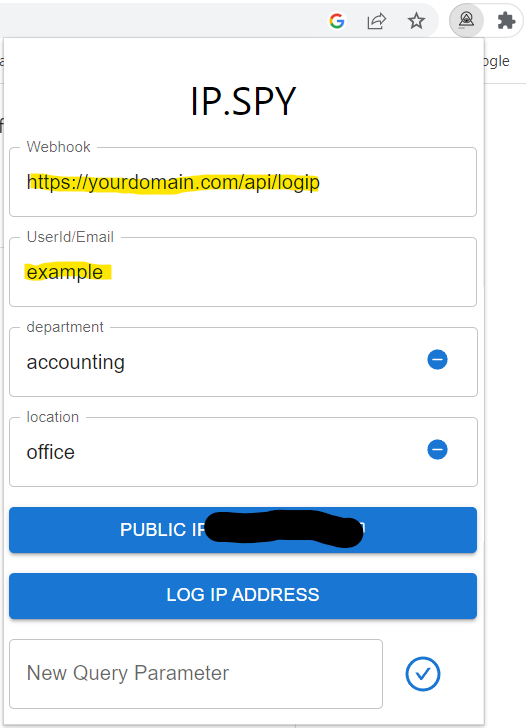 ogle
IP.SPY
Webhook
https://yourdomain.com/api/logip
UserId/Email
example
department
accounting
location
office
PUBLIC IP
LOG IP ADDRESS
New Query Parameter